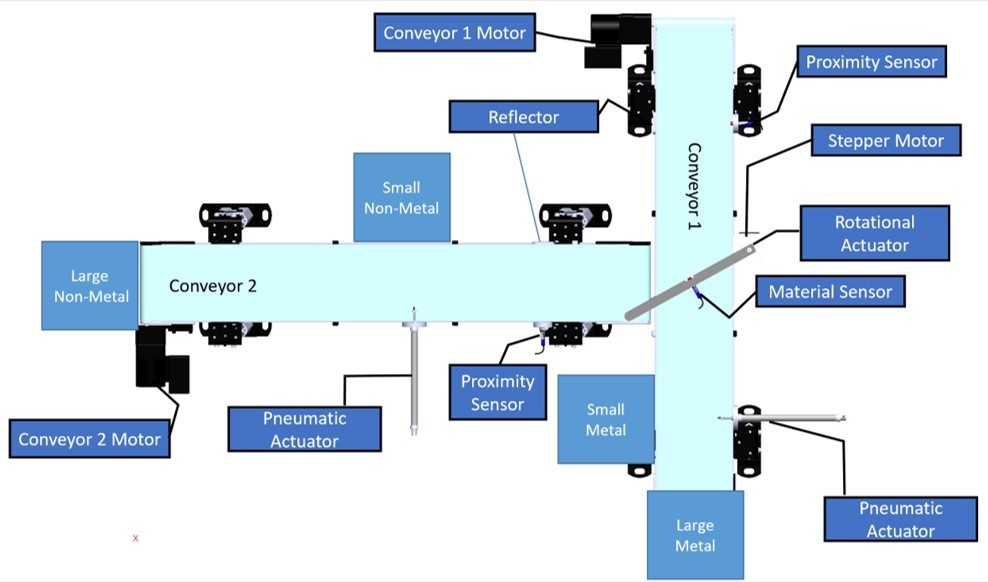 Conveyor 1 Motor
Proximity Sensor
Reflector
Stepper Motor
Conveyor 1
Small
Non-Metal
Rotational
Actuator
Large
Non-Metal
Conveyor 2
Material Sensor
Proximity
Sensor
Small
Metal
Pneumatic
Actuator
Conveyor 2 Motor
Pneumatic
Actuator
Large
Metal
x